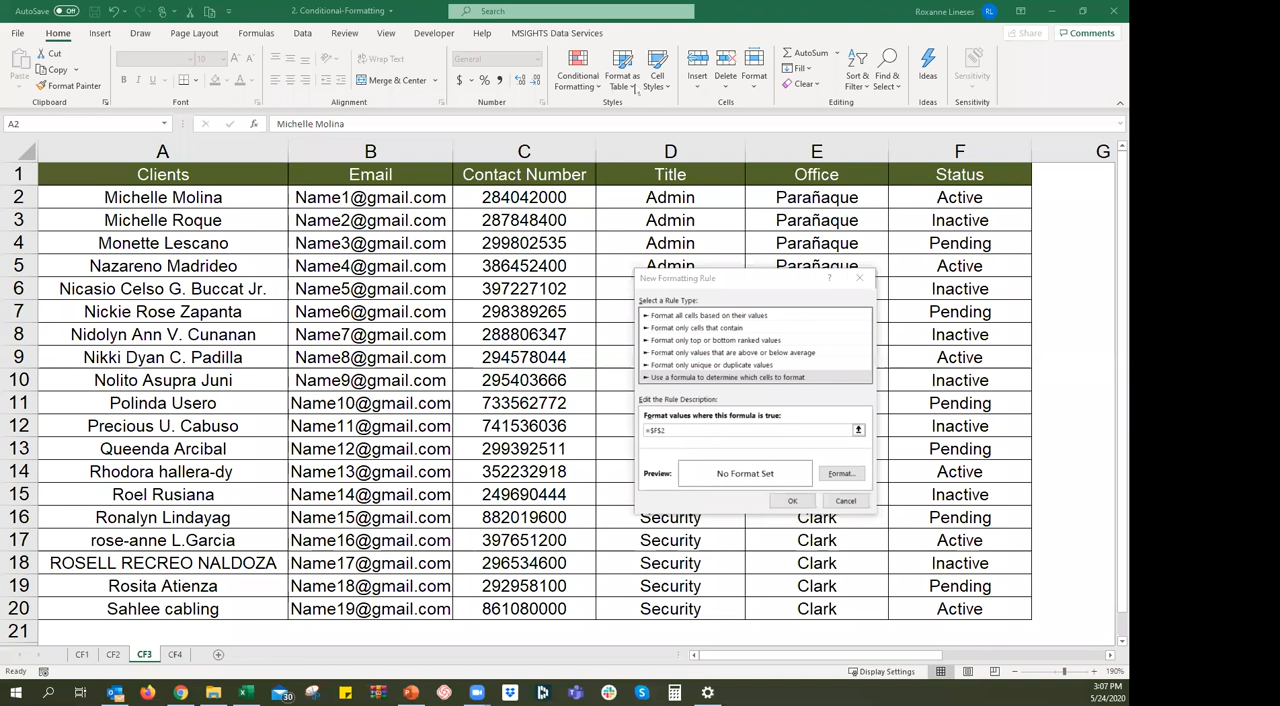 AutoSave Off 2. Conditional-Formatting Search Roxanne Lineses RL
File Home Insert Draw Page Layout Formulas Data Review View Developer Help MSIGHTS Data Services Share Comments
Paste Cut Copy Format Painter
10 A A B I U A
Wrap Text Merge & Center
General $ % ,
Conditional Formatting Format as Table Cell Styles
Insert Delete Format
AutoSum Fill Clear
Sort & Filter Find & Select
Ideas Sensitivity
Clipboard Font Alignment Number Styles Cells Editing Ideas Sensitivity
A2 fx Michelle Molina
A B C D E F G
1 Clients Email Contact Number Title Office Status
2 Michelle Molina Name1@gmail.com 284042000 Admin Parañaque Active
3 Michelle Roque Name2@gmail.com 287848400 Admin Parañaque Inactive
4 Monette Lescano Name3@gmail.com 299802535 Admin Parañaque Pending
5 Nazareno Madrideo Name4@gmail.com 386452400 Admin Parañaque Active
6 Nicasio Celso G. Buccat Jr. Name5@gmail.com 397227102 Inactive
7 Nickie Rose Zapanta Name6@gmail.com 298389265 Pending
8 Nidolyn Ann V. Cunanan Name7@gmail.com 288806347 Inactive
9 Nikki Dyan C. Padilla Name8@gmail.com 294578044 Active
10 Nolito Asupra Juni Name9@gmail.com 295403666 Inactive
11 Polinda Usero Name10@gmail.com 733562772 Pending
12 Precious U. Cabuso Name11@gmail.com 741536036 Inactive
13 Queenda Arcibal Name12@gmail.com 299392511 Pending
14 Rhodora hallera-dy Name13@gmail.com 352232918 Active
15 Roel Rusiana Name14@gmail.com 249690444 Inactive
16 Ronalyn Lindayag Name15@gmail.com 882019600 Security Clark Pending
17 rose-anne L.Garcia Name16@gmail.com 397651200 Security Clark Active
18 ROSELL RECREO NALDOZA Name17@gmail.com 296534600 Security Clark Inactive
19 Rosita Atienza Name18@gmail.com 292958100 Security Clark Pending
20 Sahlee cabling Name19@gmail.com 861080000 Security Clark Active
21
New Formatting Rule ?
Select a Rule Type:
► Format all cells based on their values
► Format only cells that contain
► Format only top or bottom ranked values
► Format only values that are above or below average
► Format only unique or duplicate values
► Use a formula to determine which cells to format
Edit the Rule Description:
Format values where this formula is true:
=$F$2
Preview: No Format Set Format...
OK Cancel
CF1 CF2 CF3 CF4
Ready Display Settings 190%
30
3:07 PM
5/24/2020